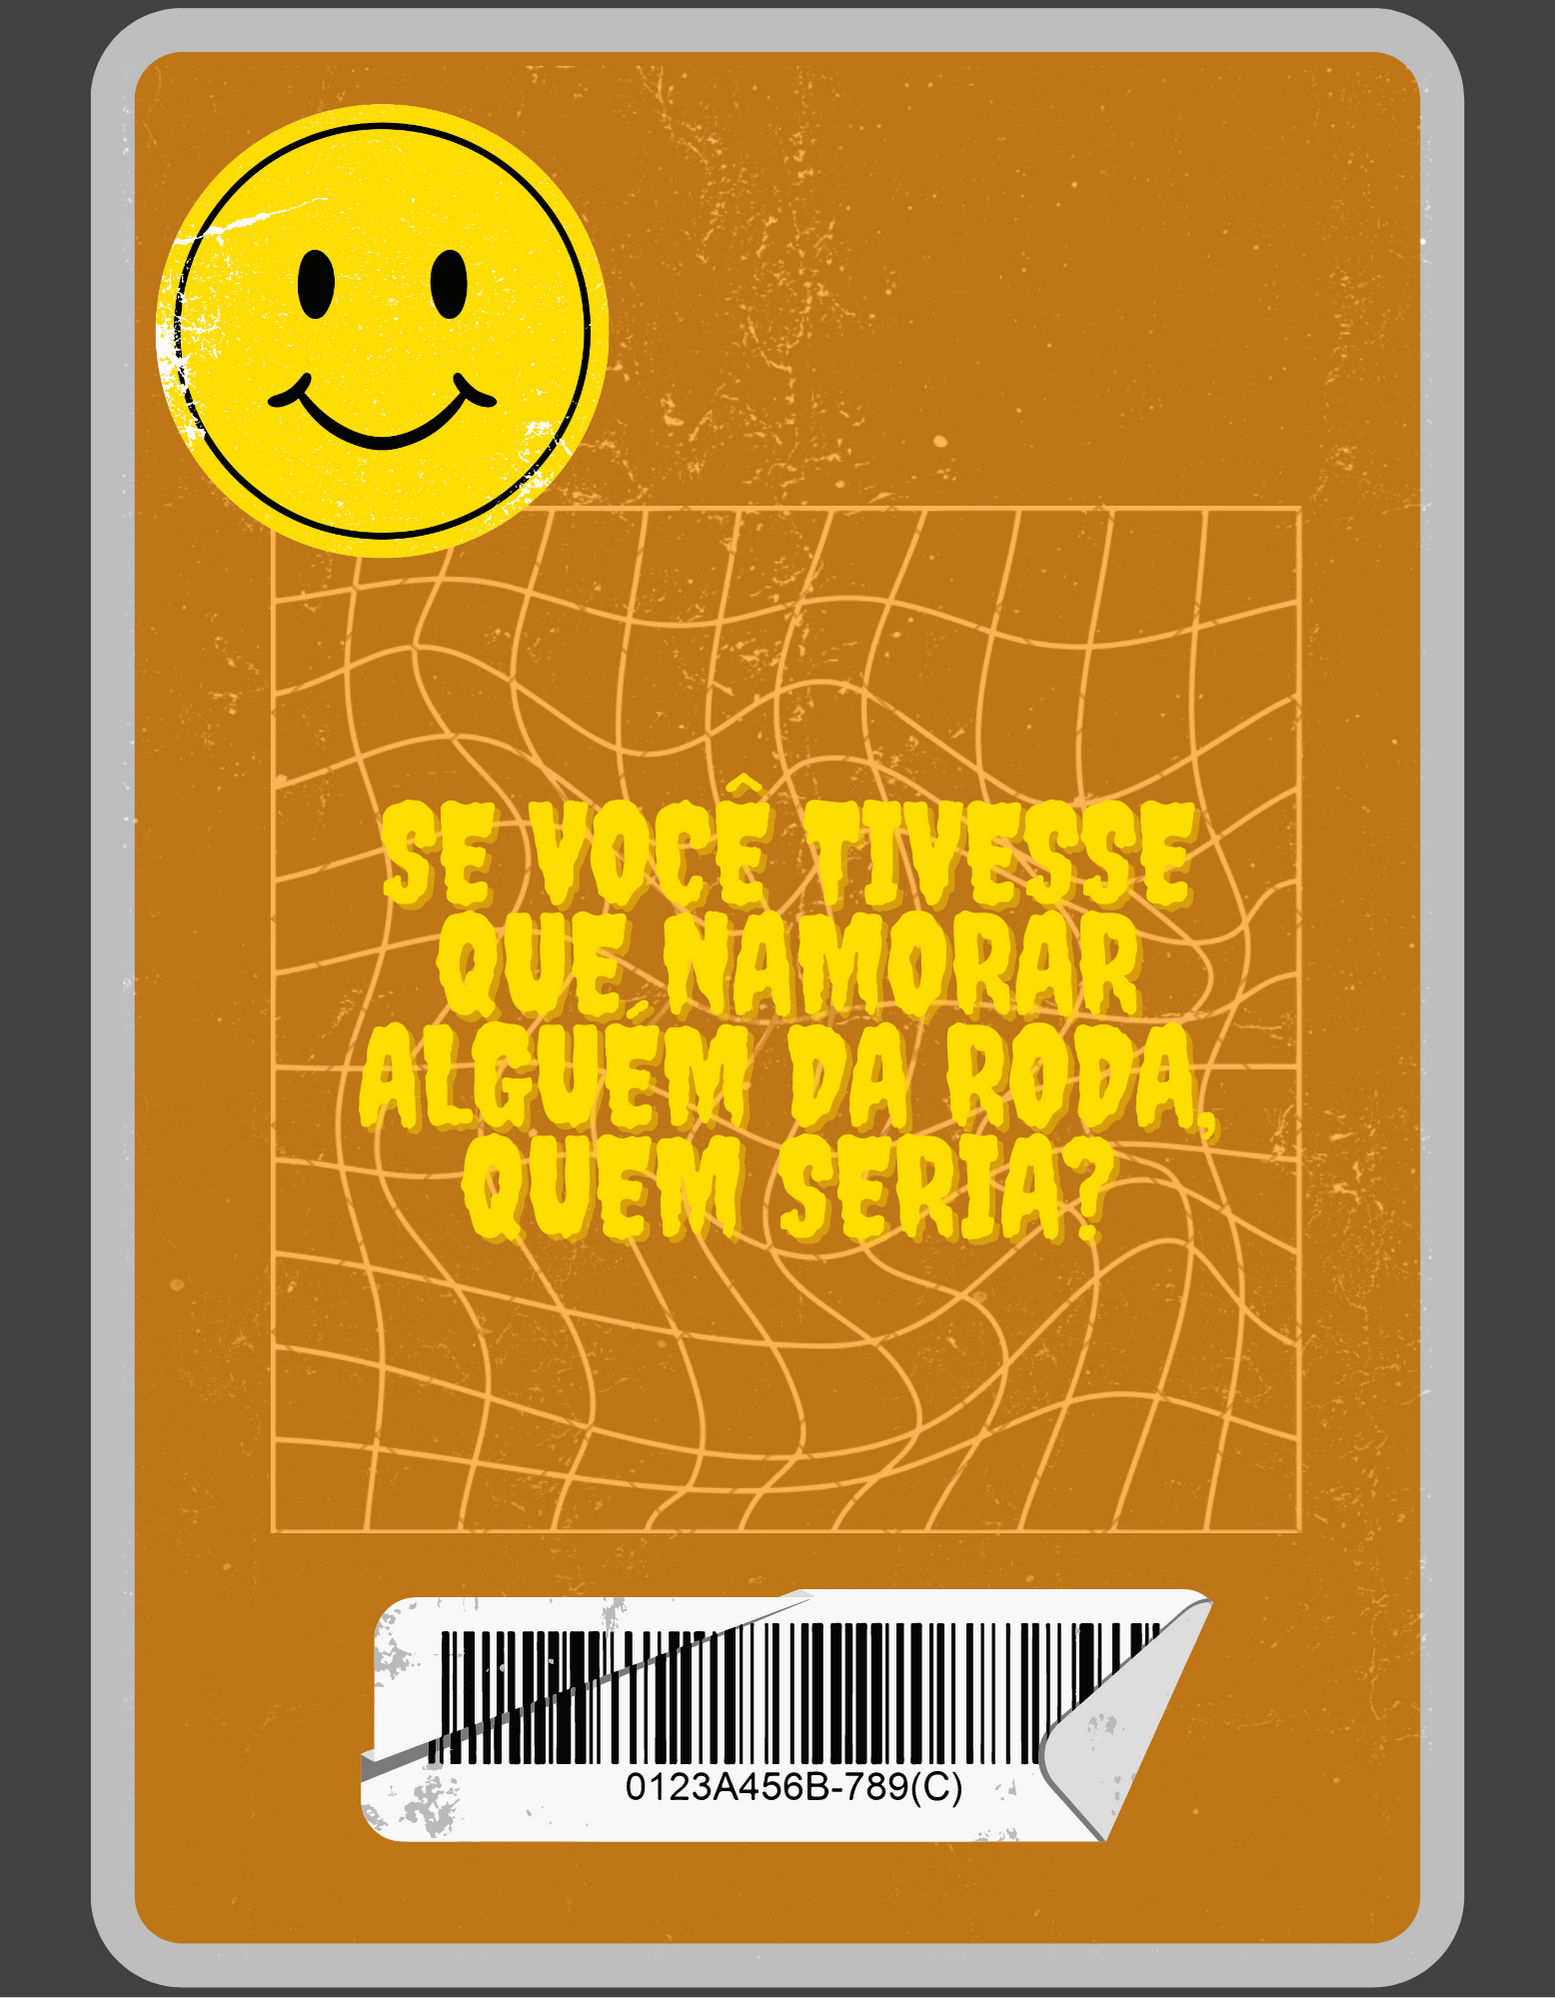 SE VOCÊ TIVESSE
QUE NAMORAR
ALGUÉM DA RODA,
QUEM SERIA?
0123A456B-789(C)